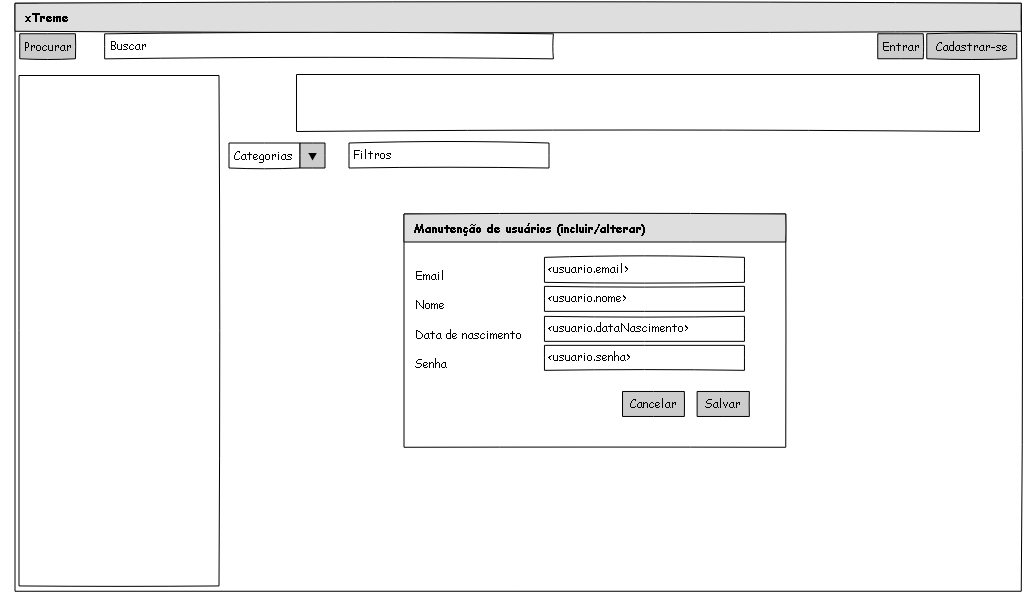 xTreme
Procurar
Buscar
Entrar
Cadastrar-se
Categorias ▼
Filtros
Manutenção de usuários (incluir/alterar)
Email
<usuario.email>
Nome
<usuario.nome>
Data de nascimento
<usuario.dataNascimento>
Senha
<usuario.senha>
Cancelar
Salvar